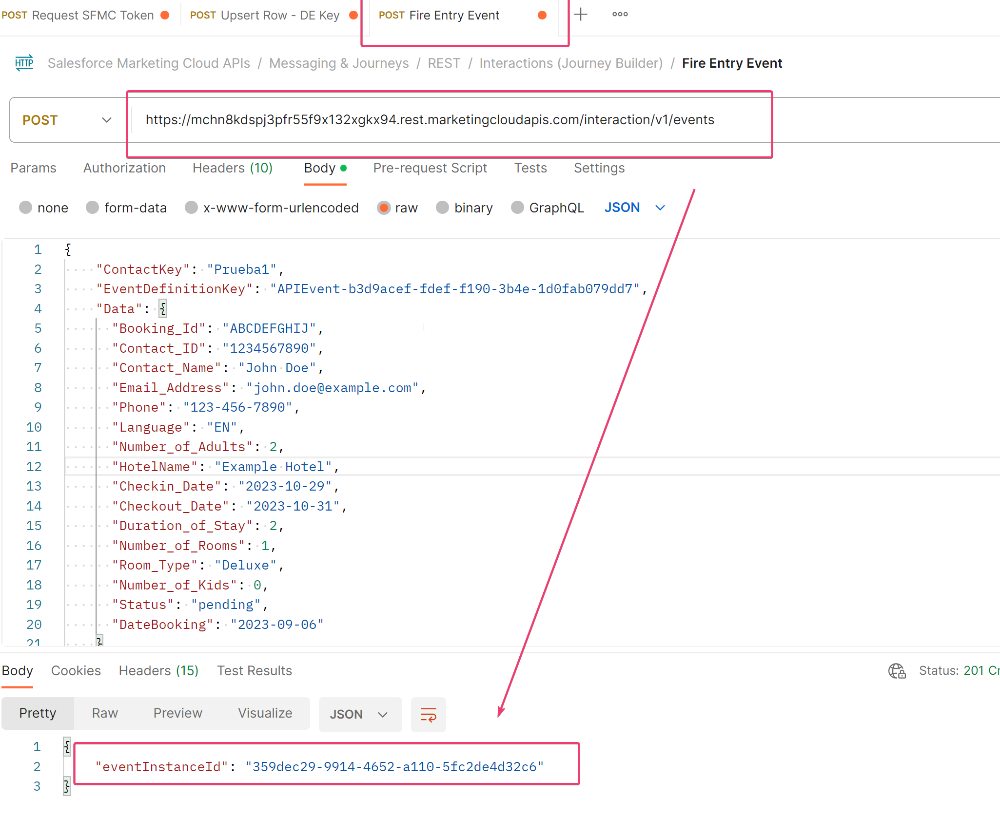 POST Request SFMC Token POST Upsert Row - DE Key POST Fire Entry Event
HTTP Salesforce Marketing Cloud APIs / Messaging & Journeys / REST / Interactions (Journey Builder) / Fire Entry Event
POST https://mchn8kdspj3pfr55f9x132xgkx94.rest.marketingcloudapis.com/interaction/v1/events
Params Authorization Headers (10) Body Pre-request Script Tests Settings
none form-data x-www-form-urlencoded raw binary GraphQL JSON
1 {
2 "ContactKey": "Prueba1",
3 "EventDefinitionKey": "APIEvent-b3d9acef-fdef-f190-3b4e-1d0fab079dd7",
4 "Data": {
5 "Booking_Id": "ABCDEFGHIJ",
6 "Contact_ID": "1234567890",
7 "Contact_Name": "John Doe",
8 "Email_Address": "john.doe@example.com",
9 "Phone": "123-456-7890",
10 "Language": "EN",
11 "Number_of_Adults": 2,
12 "HotelName": "Example Hotel",
13 "Checkin_Date": "2023-10-29",
14 "Checkout_Date": "2023-10-31",
15 "Duration_of_Stay": 2,
16 "Number_of_Rooms": 1,
17 "Room_Type": "Deluxe",
18 "Number_of_Kids": 0,
19 "Status": "pending",
20 "DateBooking": "2023-09-06"
21 }
Body Cookies Headers (15) Test Results Status: 201 Cr
Pretty Raw Preview Visualize JSON
1 {
2 "eventInstanceId": "359dec29-9914-4652-a110-5fc2de4d32c6"
3 }